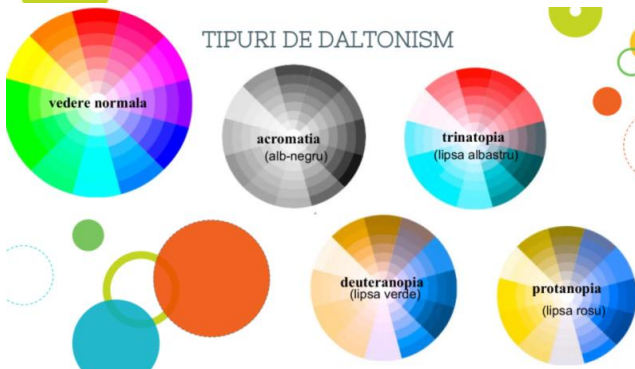 TIPURI DE DALTONISM
vedere normala
acromatia
(alb-negru)
trinatopia
(lipsa albastru)
deuteranopia
(lipsa verde)
protanopia
(lipsa rosu)